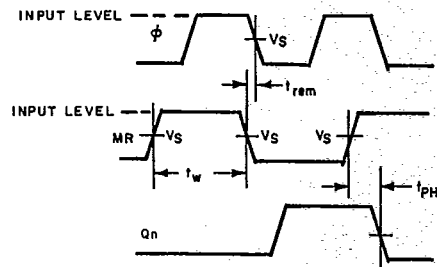 INPUT LEVEL
ϕ
VS
trem
INPUT LEVEL
MR
VS
VS
VS
tw
tPH
Qn